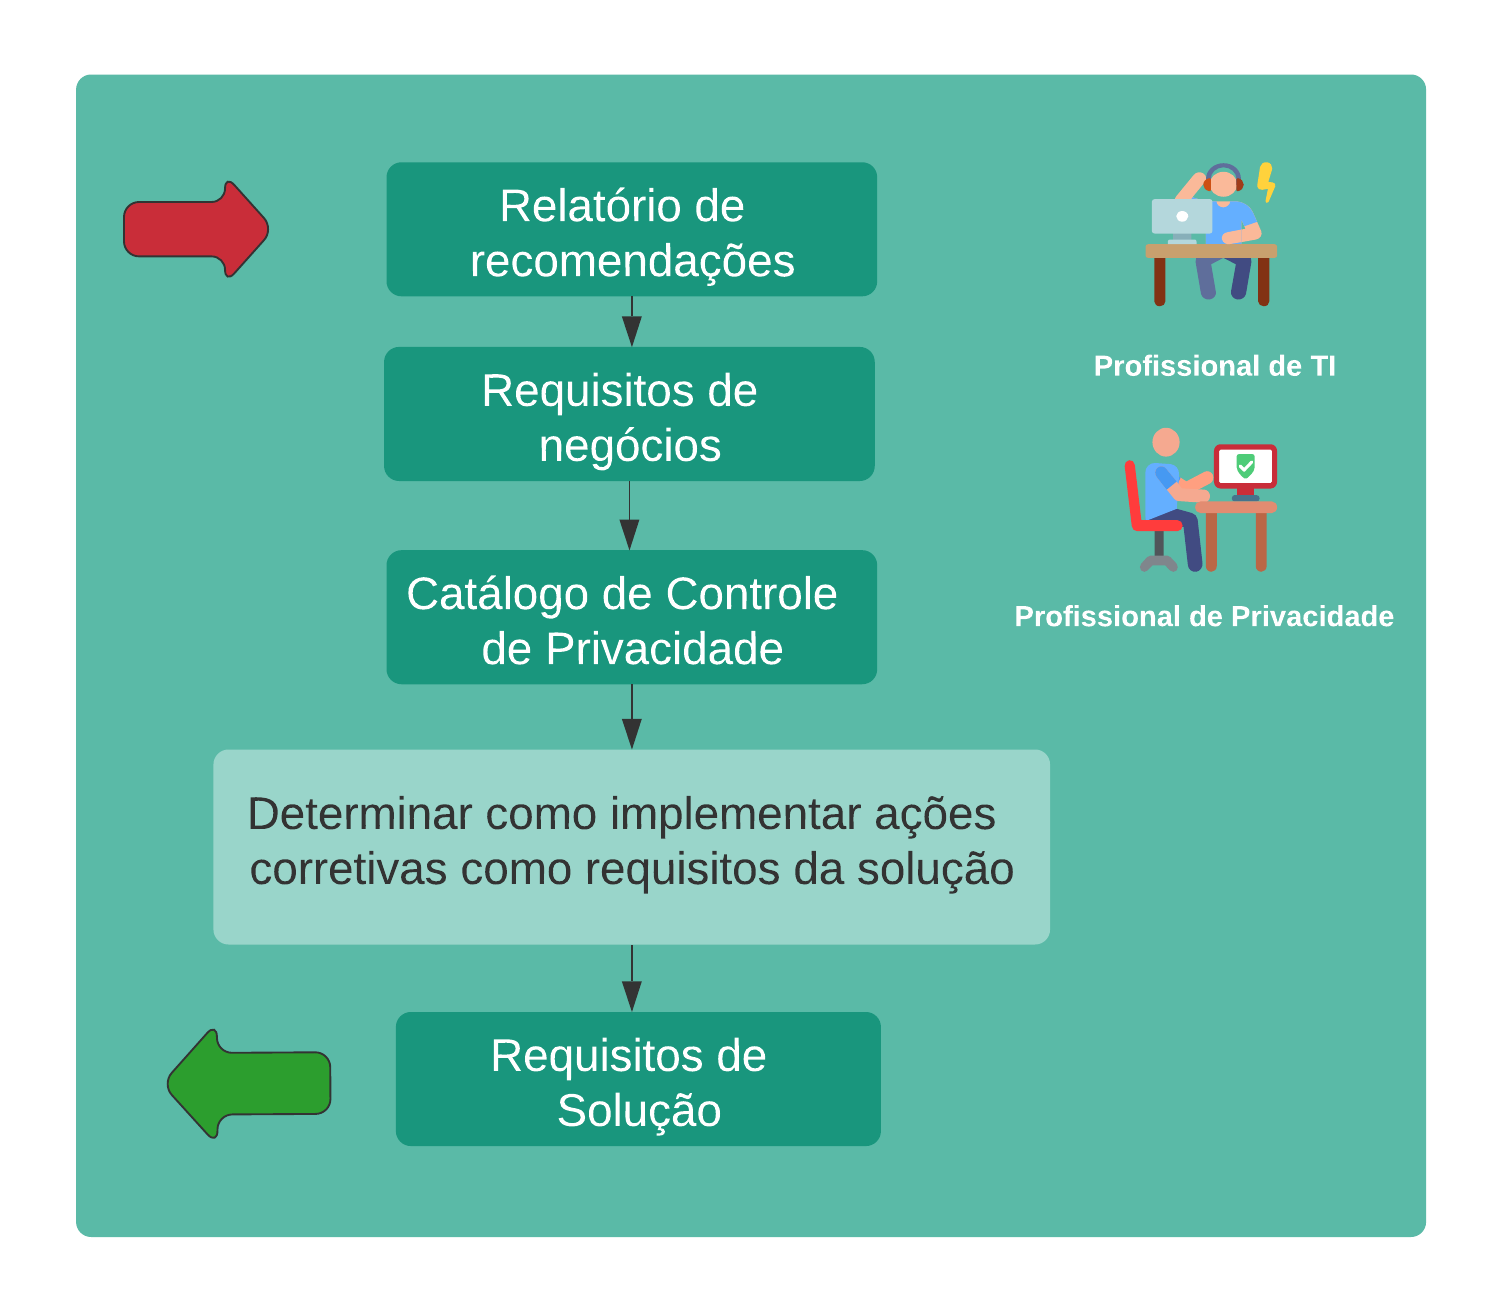 Relatório de
recomendações
Requisitos de
negócios
Catálogo de Controle
de Privacidade
Determinar como implementar ações
corretivas como requisitos da solução
Requisitos de
Solução
Profissional de TI
Profissional de Privacidade